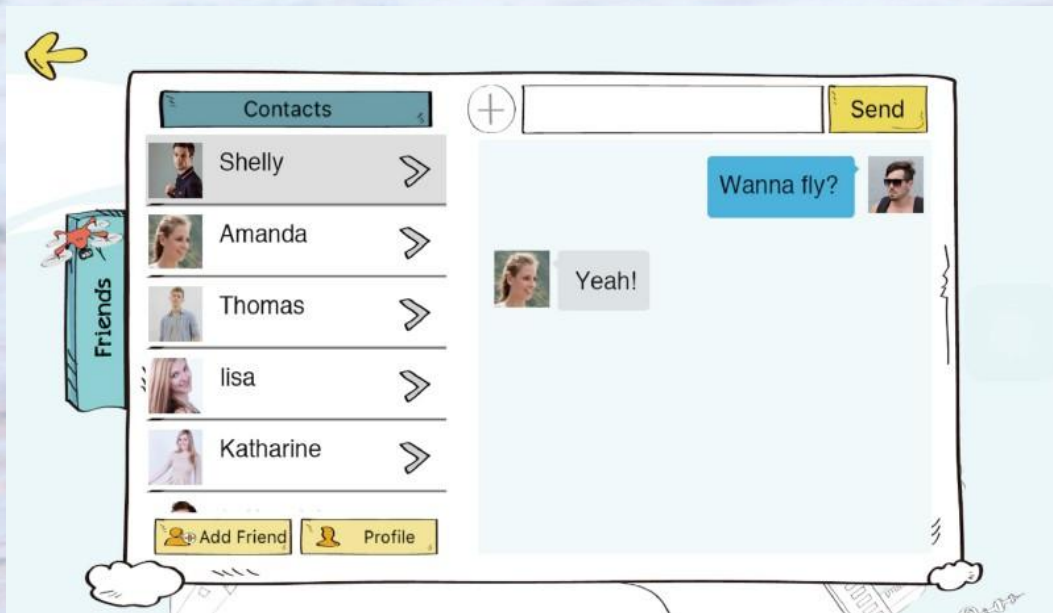 Contacts
Send
Shelly
Wanna fly?
Amanda
Yeah!
Friends
Thomas
lisa
Katharine
Add Friend
Profile